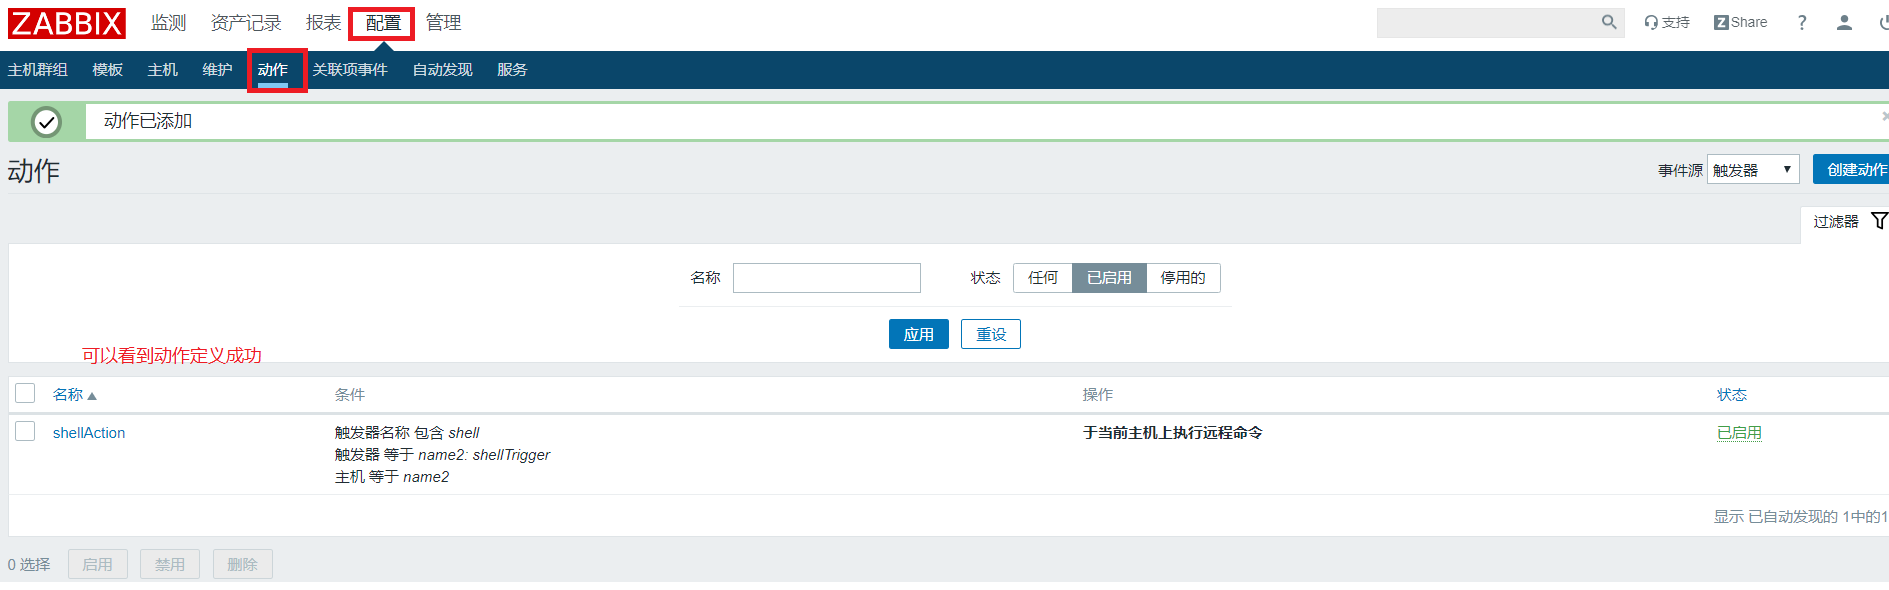 ZABBIX 监测 资产记录 报表 配置 管理 支持 Z Share ?
主机群组 模板 主机 维护 动作 关联项事件 自动发现 服务
动作已添加
动作 事件源 触发器 创建动作
过滤器
名称 状态 任何 已启用 停用的
应用 重设
可以看到动作定义成功
名称 条件 操作 状态
shellAction 触发器名称 包含 shell 于当前主机上执行远程命令 已启用
触发器 等于 name2: shellTrigger
主机 等于 name2
显示 已自动发现的 1中的1
0 选择 启用 禁用 删除